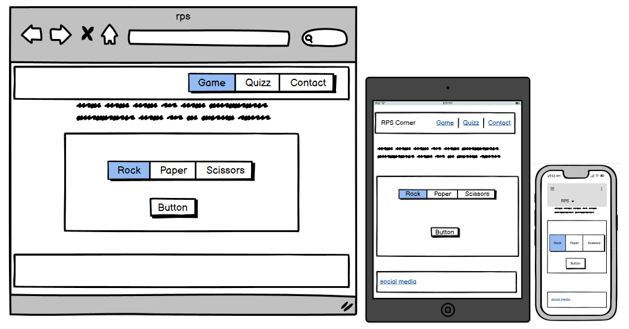 rps
Game Quizz Contact
Rock Paper Scissors
Button
RPS Corner Game Quizz Contact
Rock Paper Scissors
Button
social media
RPS
Rock Paper Scissors
Button
social media